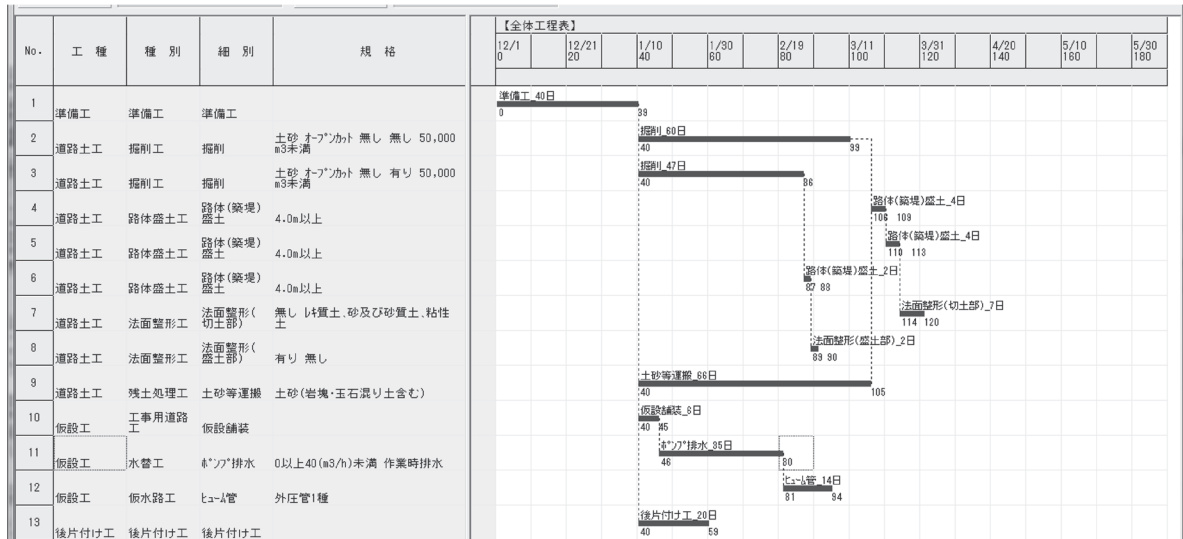 【全体工程表】
No. 工 種 種 別 細 別 規 格
12/1 12/21 1/10 1/30 2/19 3/11 3/31 4/20 5/10 5/30
0 20 40 60 80 100 120 140 160 180
1 準備工 準備工 準備工
準備工_40日
0 39
2 道路土工 掘削工 掘削 土砂 オープンカット 無し 無し 50,000
m3未満
掘削_60日
40 99
3 道路土工 掘削工 掘削 土砂 オープンカット 無し 有り 50,000
m3未満
掘削_47日
40 86
4 道路土工 路体盛土工 路体(築堤)
盛土 4.0m以上
路体(築堤)盛土_4日
106 109
5 道路土工 路体盛土工 路体(築堤)
盛土 4.0m以上
路体(築堤)盛土_4日
110 113
6 道路土工 路体盛土工 路体(築堤)
盛土 4.0m以上
路体(築堤)盛土_2日
87 88
7 道路土工 法面整形工 法面整形(
切土部) 無し ﾚｷ質土、砂及び砂質土、粘性
土
法面整形(切土部)_7日
114 120
8 道路土工 法面整形工 法面整形(
盛土部) 有り 無し
法面整形(盛土部)_2日
89 90
9 道路土工 残土処理工 土砂等運搬 土砂(岩塊･玉石混り土含む)
土砂等運搬_66日
40 105
10 仮設工 工事用道路
工 仮設舗装
仮設舗装_6日
40 45
11 仮設工 水替工 ﾎﾟﾝﾌﾟ排水 0以上40(m3/h)未満 作業時排水
ﾎﾟﾝﾌﾟ排水_35日
46 80
12 仮設工 仮水路工 ﾋｭｰﾑ管 外圧管1種
ﾋｭｰﾑ管_14日
81 94
13 後片付け工 後片付け工 後片付け工
後片付け工_20日
40 59